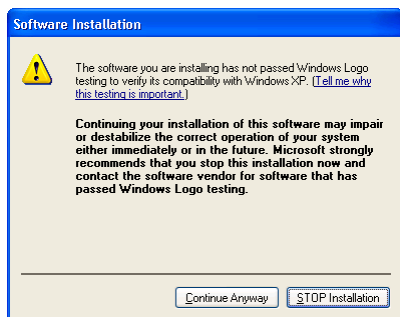 Software Installation
The software you are installing has not passed Windows Logo
testing to verify its compatibility with Windows XP. (Tell me why
this testing is important.)
Continuing your installation of this software may impair
or destabilize the correct operation of your system
either immediately or in the future. Microsoft strongly
recommends that you stop this installation now and
contact the software vendor for software that has
passed Windows Logo testing.
Continue Anyway STOP Installation